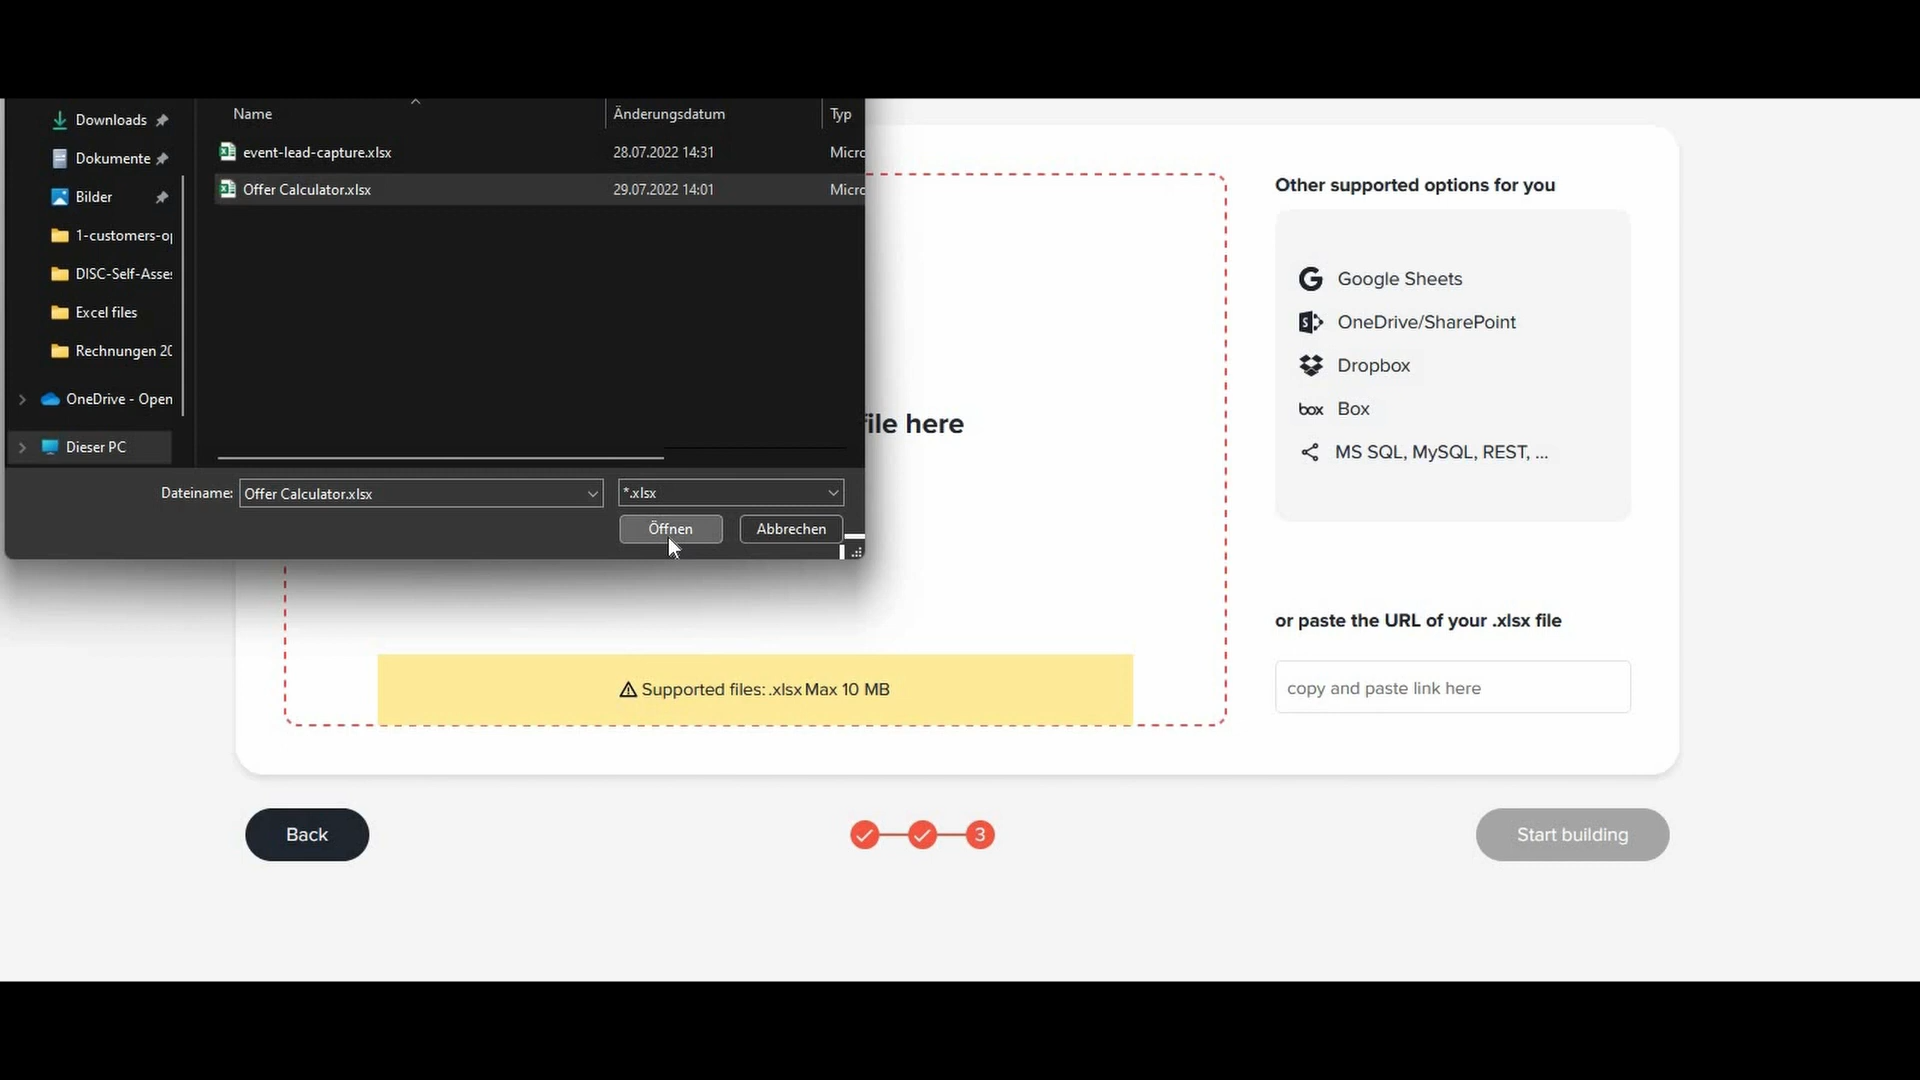 Name Änderungsdatum Typ
event-lead-capture.xlsx 28.07.2022 14:31 Micro
Offer Calculator.xlsx 29.07.2022 14:01 Micro
Downloads
Dokumente
Bilder
1-customers-op
DISC-Self-Asses
Excel files
Rechnungen 20
OneDrive - Open
Dieser PC
Dateiname: Offer Calculator.xlsx *.xlsx
Öffnen Abbrechen
file here
Supported files: .xlsx Max 10 MB
Other supported options for you
Google Sheets
OneDrive/SharePoint
Dropbox
box Box
MS SQL, MySQL, REST, ...
or paste the URL of your .xlsx file
copy and paste link here
Back
3
Start building